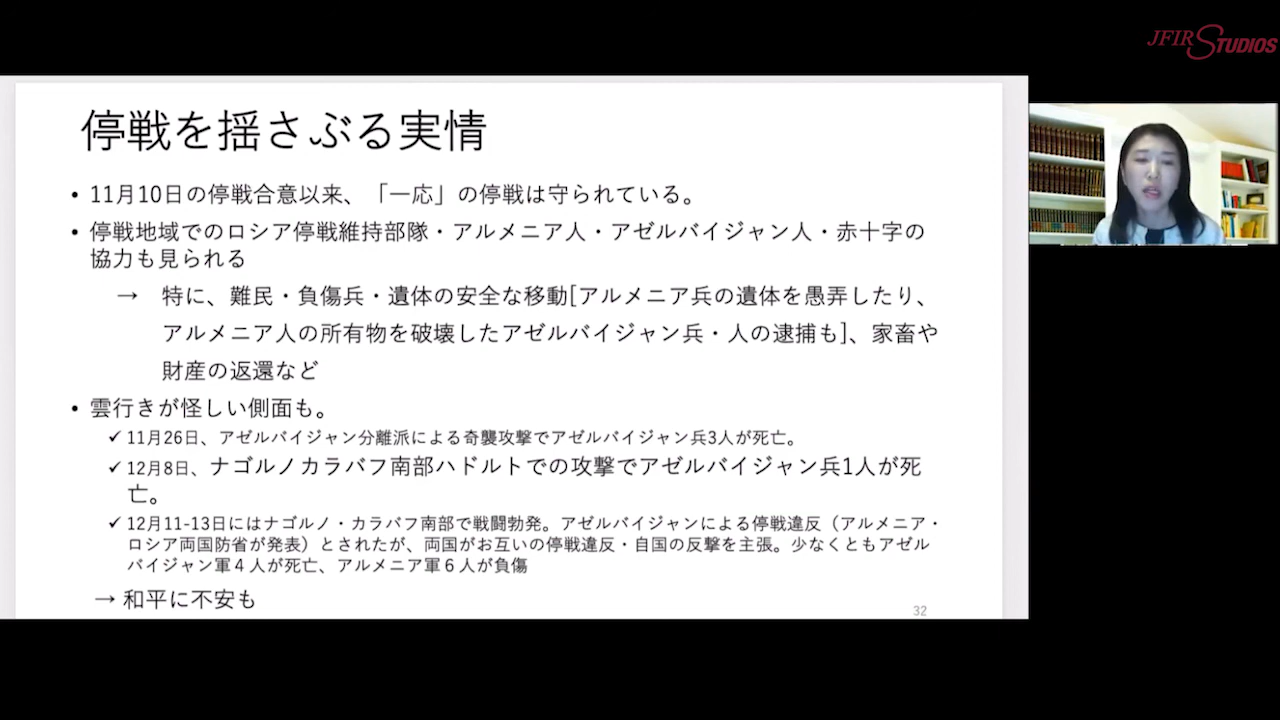 JFIR STUDIOS
停戦を揺さぶる実情
• 11月10日の停戦合意以来、「一応」の停戦は守られている。
• 停戦地域でのロシア停戦維持部隊・アルメニア人・アゼルバイジャン人・赤十字の
協力も見られる
→ 特に、難民・負傷兵・遺体の安全な移動[アルメニア兵の遺体を愚弄したり、
アルメニア人の所有物を破壊したアゼルバイジャン兵・人の逮捕も]、家畜や
財産の返還など
• 雲行きが怪しい側面も。
✓ 11月26日、アゼルバイジャン分離派による奇襲攻撃でアゼルバイジャン兵3人が死亡。
✓ 12月8日、ナゴルノカラバフ南部ハドルトでの攻撃でアゼルバイジャン兵1人が死
亡。
✓ 12月11-13日にはナゴルノ・カラバフ南部で戦闘勃発。アゼルバイジャンによる停戦違反（アルメニア・
ロシア両国防省が発表）とされたが、両国がお互いの停戦違反・自国の反撃を主張。少なくともアゼル
バイジャン軍４人が死亡、アルメニア軍６人が負傷
→ 和平に不安も
32